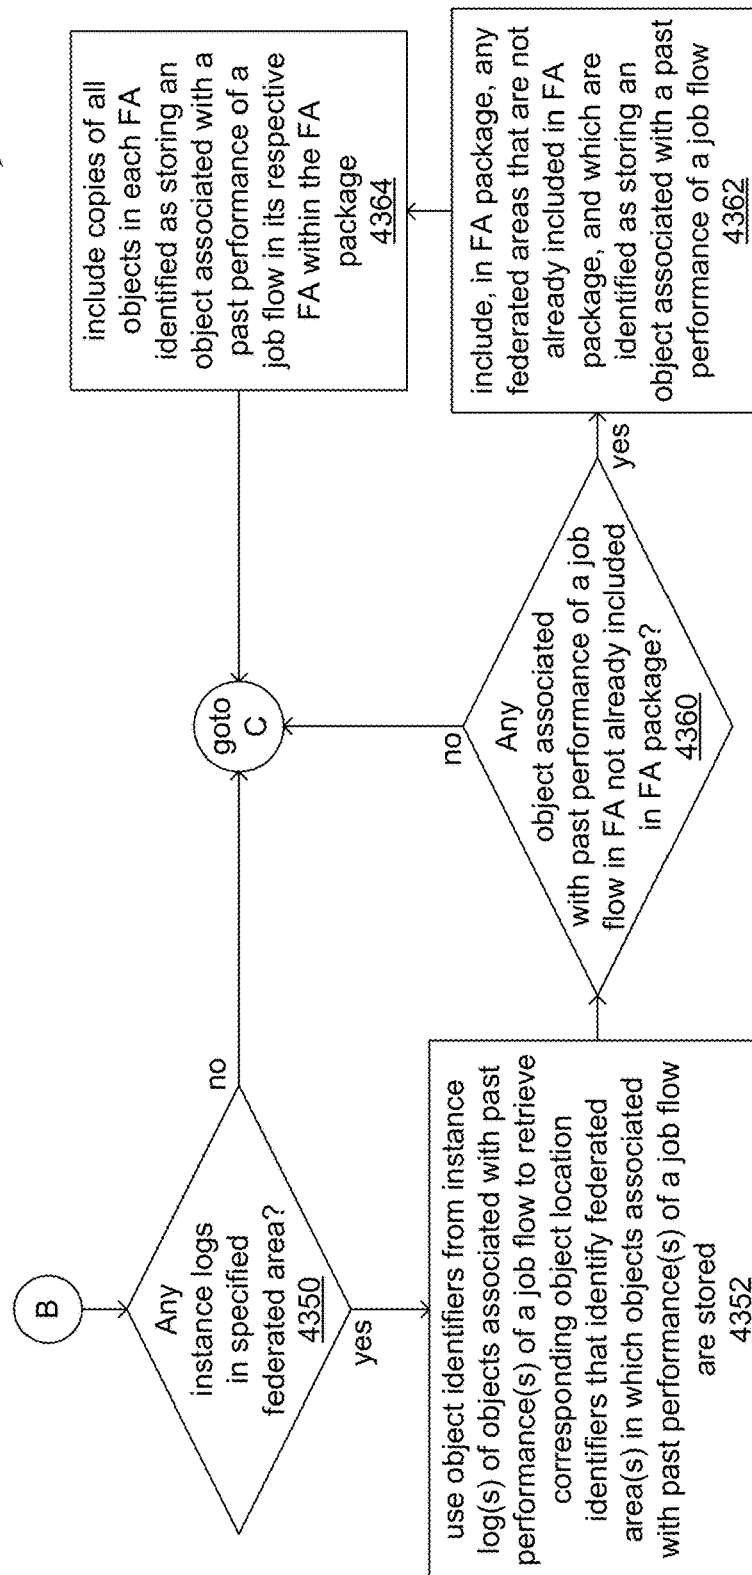 B
Any
instance logs
in specified
federated area?
4350
no
yes
use object identifiers from instance
log(s) of objects associated with past
performance(s) of a job flow to retrieve
corresponding object location
identifiers that identify federated
area(s) in which objects associated
with past performance(s) of a job flow
are stored
4352
Any
object associated
with past performance of a job
flow in FA not already included
in FA package?
4360
no
yes
goto
C
include, in FA package, any
federated areas that are not
already included in FA
package, and which are
identified as storing an
object associated with a past
performance of a job flow
4362
include copies of all
objects in each FA
identified as storing an
object associated with a
past performance of a
job flow in its respective
FA within the FA
package
4364